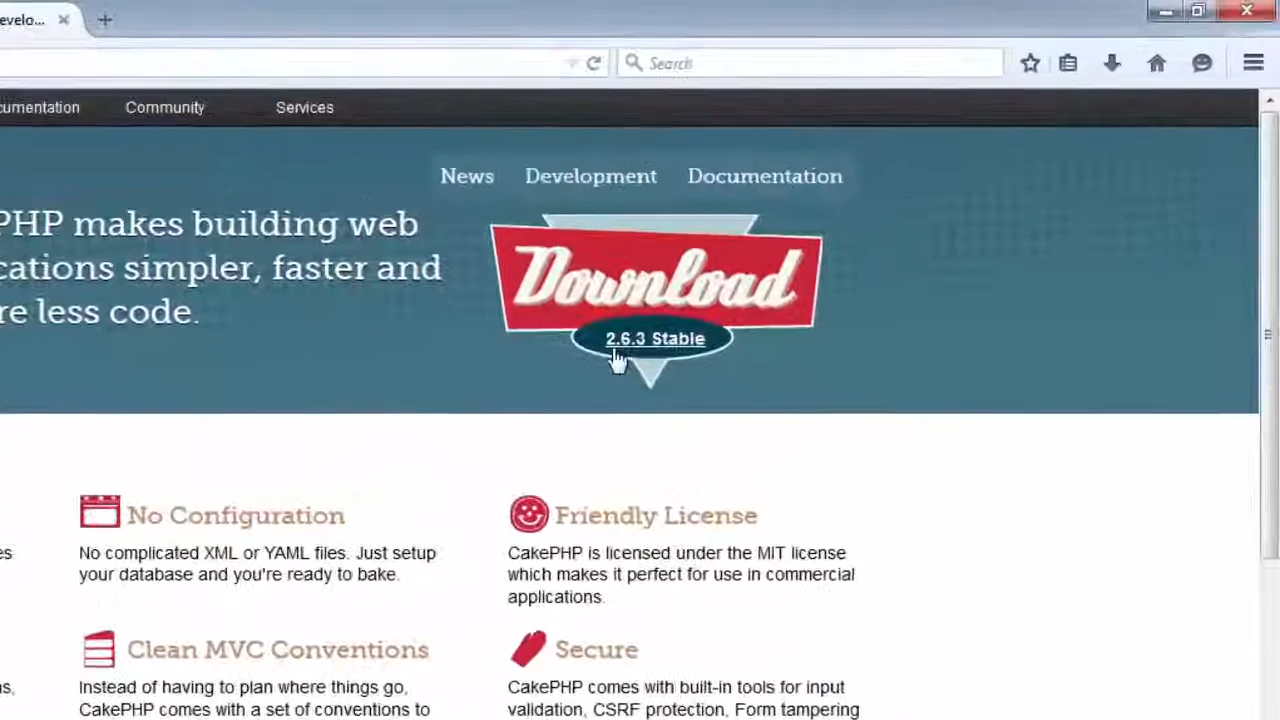 evelo...
Search
cumentation Community Services
News Development Documentation
PHP makes building web
cations simpler, faster and
re less code.
Download
2.6.3 Stable
No Configuration
No complicated XML or YAML files. Just setup
your database and you're ready to bake.
Friendly License
CakePHP is licensed under the MIT license
which makes it perfect for use in commercial
applications.
es
Clean MVC Conventions
Instead of having to plan where things go,
CakePHP comes with a set of conventions to
Secure
CakePHP comes with built-in tools for input
validation, CSRF protection, Form tampering
s,